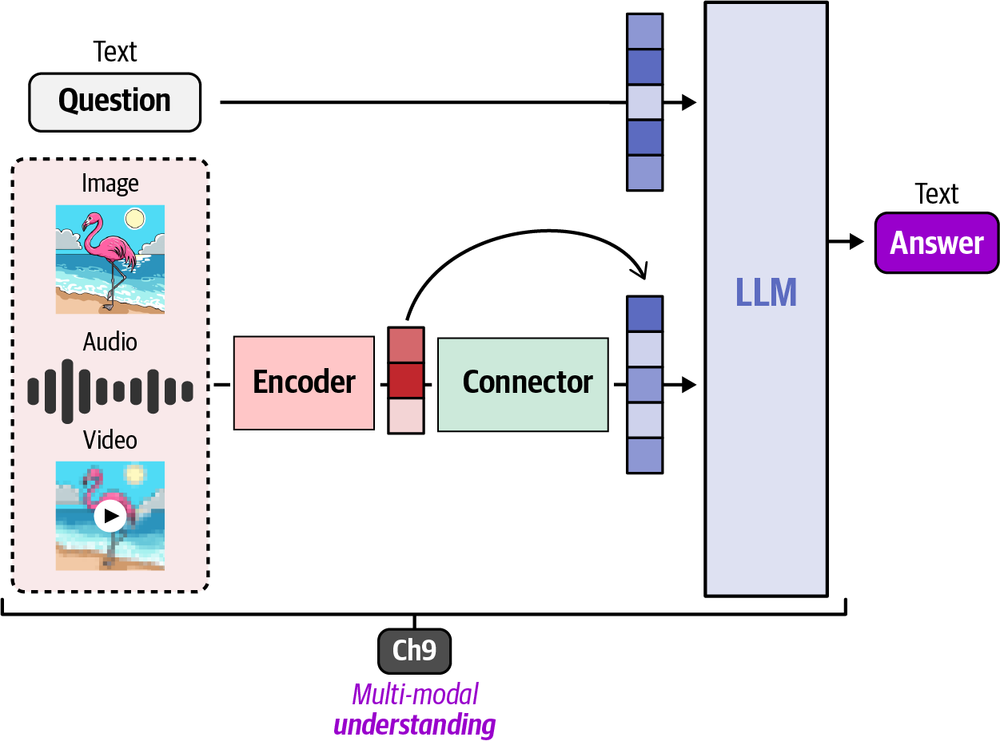 Text
Question
Image
Audio
Video
Encoder
Connector
LLM
Text
Answer
Ch9
Multi-modal
understanding